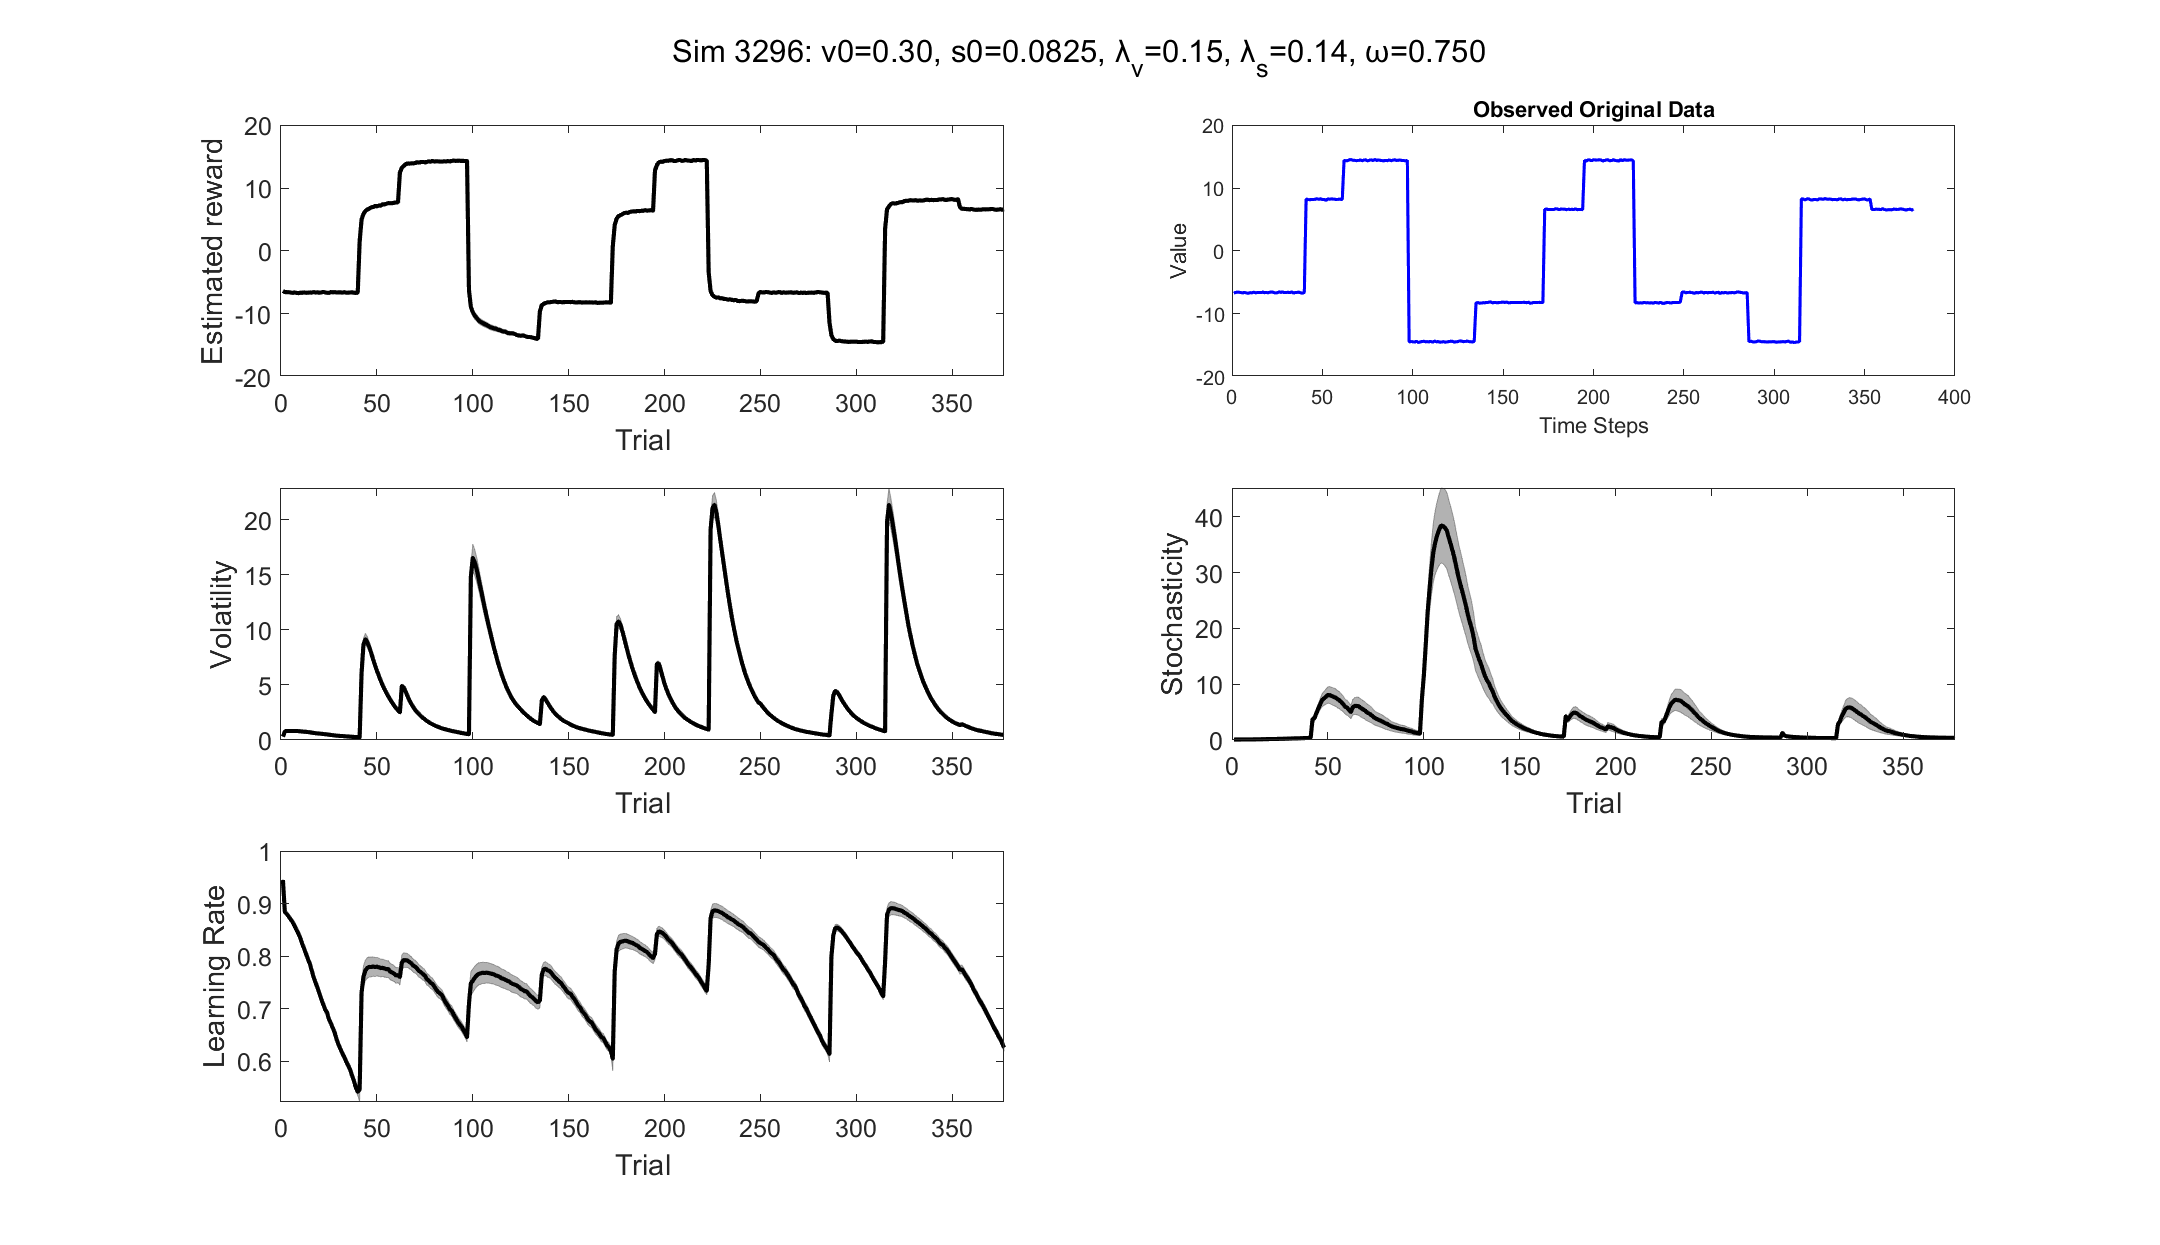 Sim 3296: v0=0.30, s0=0.0825, λv=0.15, λs=0.14, ω=0.750
Estimated reward
20
10
0
-10
-20
0 50 100 150 200 250 300 350
Trial
Observed Original Data
Value
20
10
0
-10
-20
0 50 100 150 200 250 300 350 400
Time Steps
Volatility
20
15
10
5
0
0 50 100 150 200 250 300 350
Trial
Stochasticity
40
30
20
10
0
0 50 100 150 200 250 300 350
Trial
Learning Rate
1
0.9
0.8
0.7
0.6
0 50 100 150 200 250 300 350
Trial